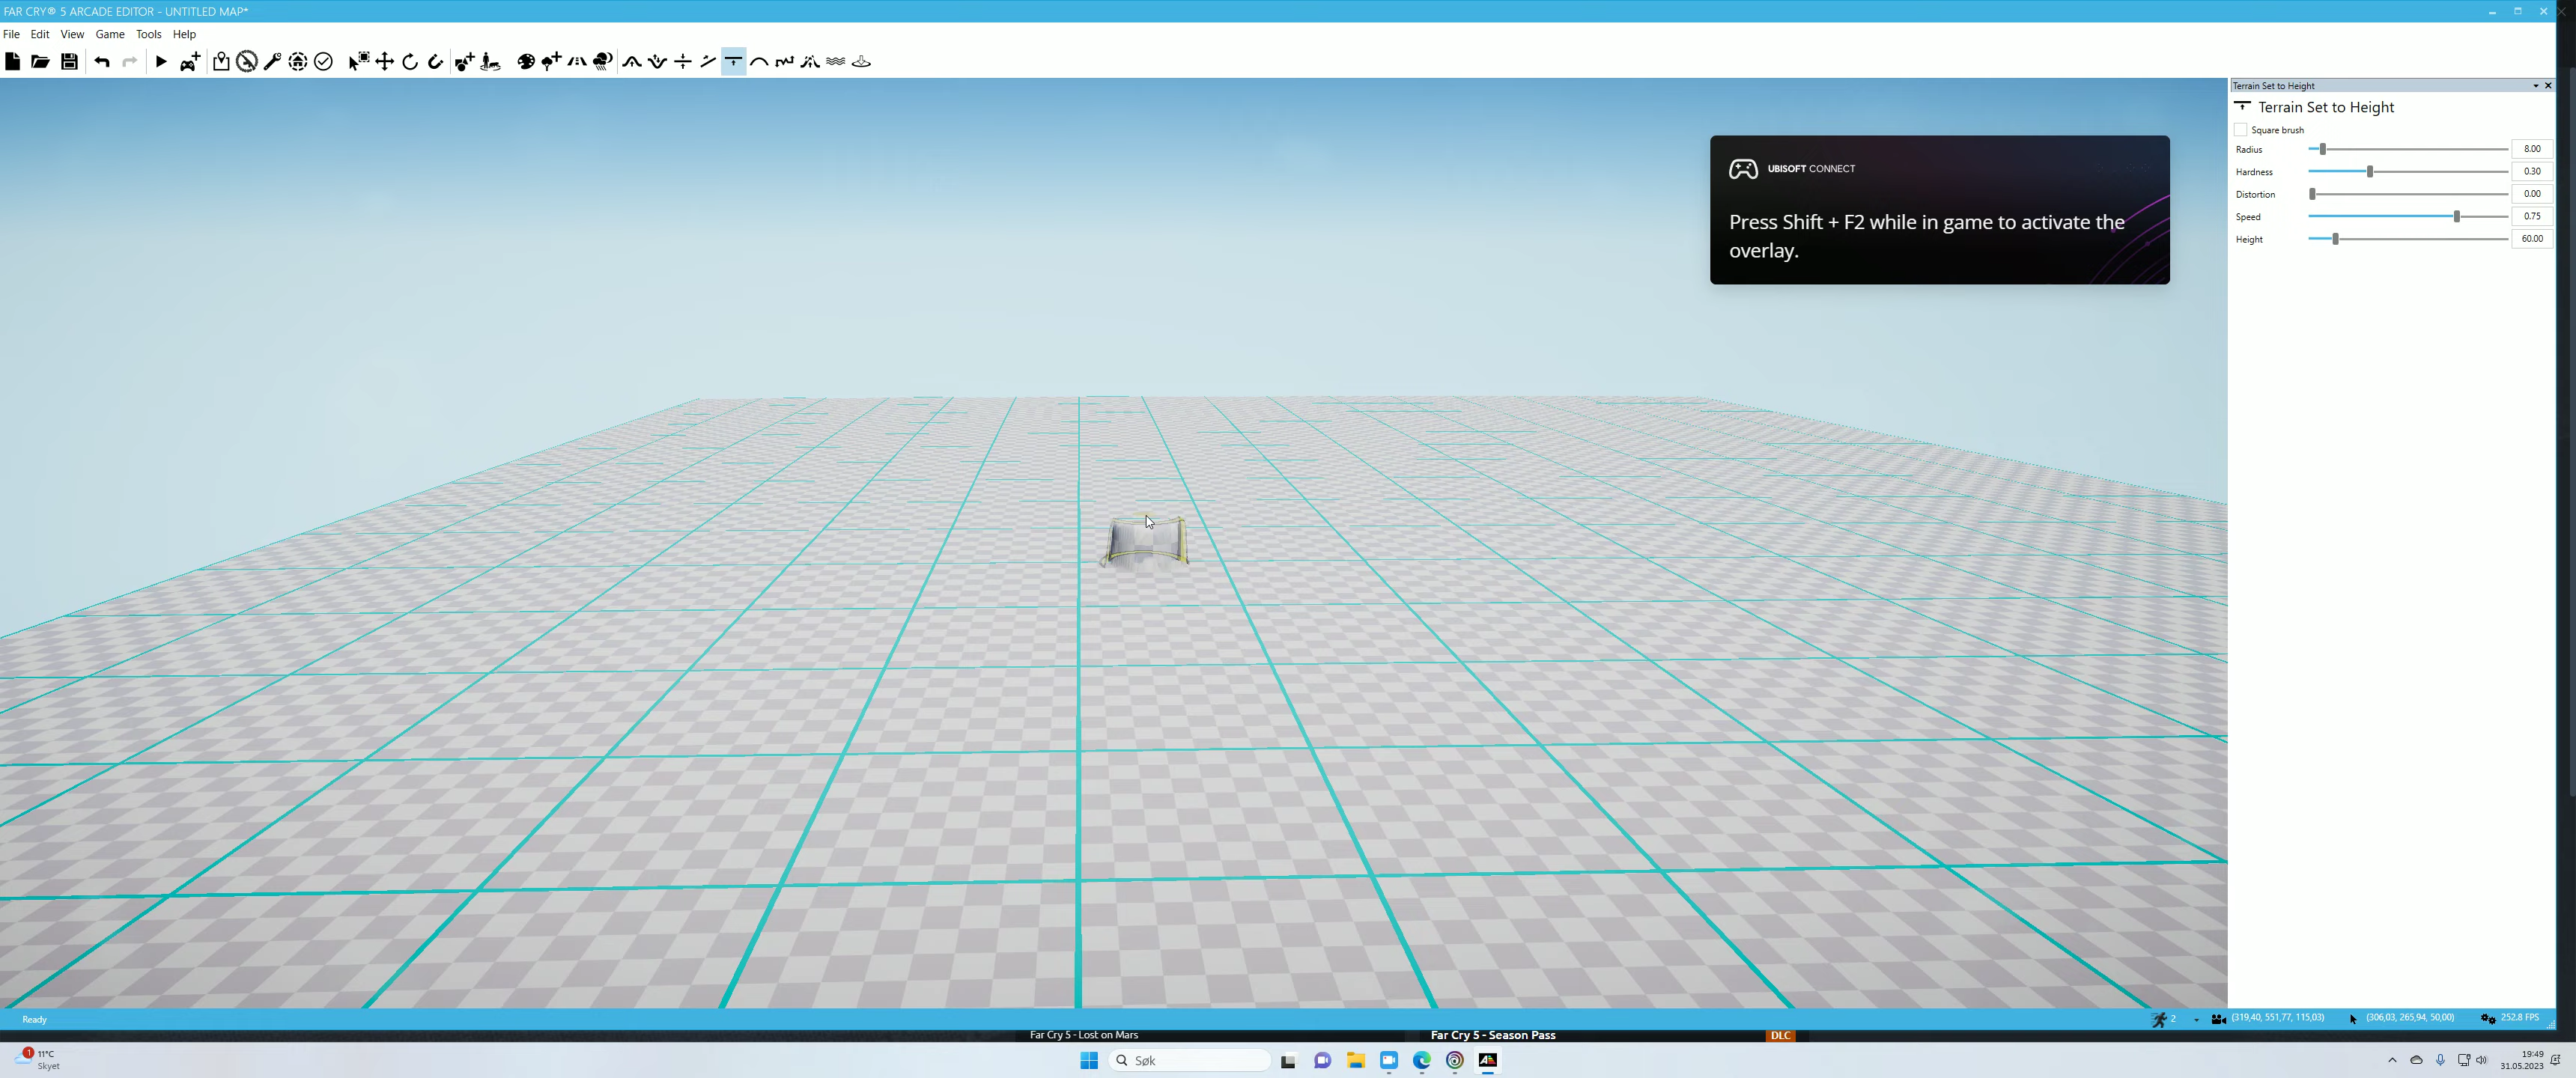 FAR CRY® 5 ARCADE EDITOR - UNTITLED MAP*
File Edit View Game Tools Help
Terrain Set to Height
Terrain Set to Height
Square brush
Radius 8.00
Hardness 0.30
Distortion 0.00
Speed 0.75
Height 60.00
UBISOFT CONNECT
Press Shift + F2 while in game to activate the
overlay.
Ready
2 (319,40, 551,77, 115,03) (306,03, 265,94, 50,00) 252.8 FPS
Far Cry 5 - Lost on Mars Far Cry 5 - Season Pass DLC
1 11°C
Skyet
Søk
19:49
31.05.2023